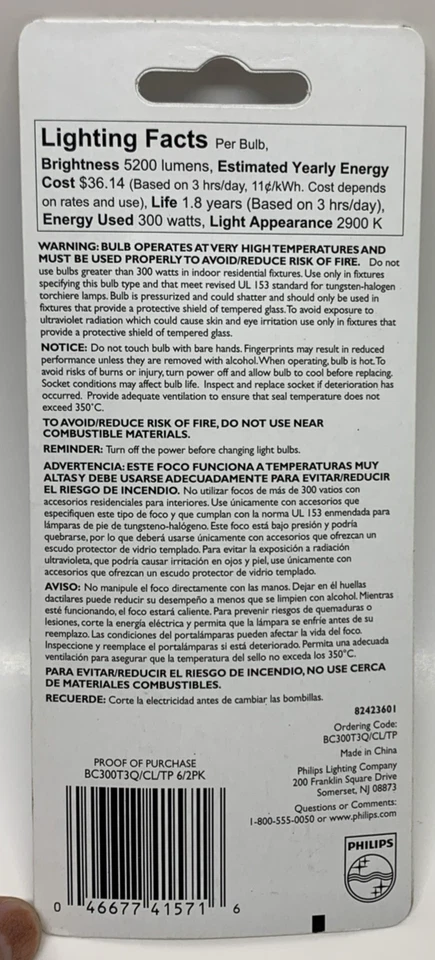 Lighting Facts Per Bulb,
Brightness 5200 lumens, Estimated Yearly Energy
Cost $36.14 (Based on 3 hrs/day, 11¢/kWh. Cost depends
on rates and use), Life 1.8 years (Based on 3 hrs/day),
Energy Used 300 watts, Light Appearance 2900 K
WARNING: BULB OPERATES AT VERY HIGH TEMPERATURES AND
MUST BE USED PROPERLY TO AVOID/REDUCE RISK OF FIRE. Do not
use bulbs greater than 300 watts in indoor residential fixtures. Use only in fixtures
specifying this bulb type and that meet revised UL 153 standard for tungsten-halogen
torchiere lamps. Bulb is pressurized and could shatter and should only be used in
fixtures that provide a protective shield of tempered glass. To avoid exposure to
ultraviolet radiation which could cause skin and eye irritation use only in fixtures that
provide a protective shield of tempered glass.
NOTICE: Do not touch bulb with bare hands. Fingerprints may result in reduced
performance unless they are removed with alcohol. When operating, bulb is hot. To
avoid risks of burns or injury, turn power off and allow bulb to cool before replacing.
Socket conditions may affect bulb life. Inspect and replace socket if deterioration has
occurred. Provide adequate ventilation to ensure that seal temperature does not
exceed 350°C.
TO AVOID/REDUCE RISK OF FIRE, DO NOT USE NEAR
COMBUSTIBLE MATERIALS.
REMINDER: Turn off the power before changing light bulbs.
ADVERTENCIA: ESTE FOCO FUNCIONA A TEMPERATURAS MUY
ALTAS Y DEBE USARSE ADECUADAMENTE PARA EVITAR/REDUCIR
EL RIESGO DE INCENDIO. No utilizar focos de más de 300 vatios con
accesorios residenciales para interiores. Use únicamente con accesorios que
especifiquen este tipo de foco y que cumplan con la norma UL 153 enmendada para
lámparas de pie de tungsteno-halógeno. Este foco está bajo presión y podría
quebrarse, por lo que deberá usarse únicamente con accesorios que ofrezcan un
escudo protector de vidrio templado. Para evitar la exposición a radiación
ultravioleta, que podría causar irritación en ojos y piel, use únicamente con
accesorios que ofrezcan un escudo protector de vidrio templado.
AVISO: No manipule el foco directamente con las manos. Dejar en él huellas
dactilares puede reducir su desempeño a menos que se limpien con alcohol. Mientras
esté funcionando, el foco estará caliente. Para prevenir riesgos de quemaduras o
lesiones, corte la energía eléctrica y permita que la lámpara se enfríe antes de su
reemplazo. Las condiciones del portalámparas pueden afectar la vida del foco.
Inspeccione y reemplace el portalámparas si está deteriorado. Permita una adecuada
ventilación para asegurar que la temperatura del sello no exceda los 350°C.
PARA EVITAR/REDUCIR EL RIESGO DE INCENDIO, NO USE CERCA
DE MATERIALES COMBUSTIBLES.
RECUERDE: Corte la electricidad antes de cambiar las bombillas.
82423601
Ordering Code:
BC300T3Q/CL/TP
Made in China
Philips Lighting Company
200 Franklin Square Drive
Somerset, NJ 08873
Questions or Comments:
1-800-555-0050 or www.philips.com
PROOF OF PURCHASE
BC300T3Q/CL/TP 6/2PK
0 46677 41571 6
PHILIPS